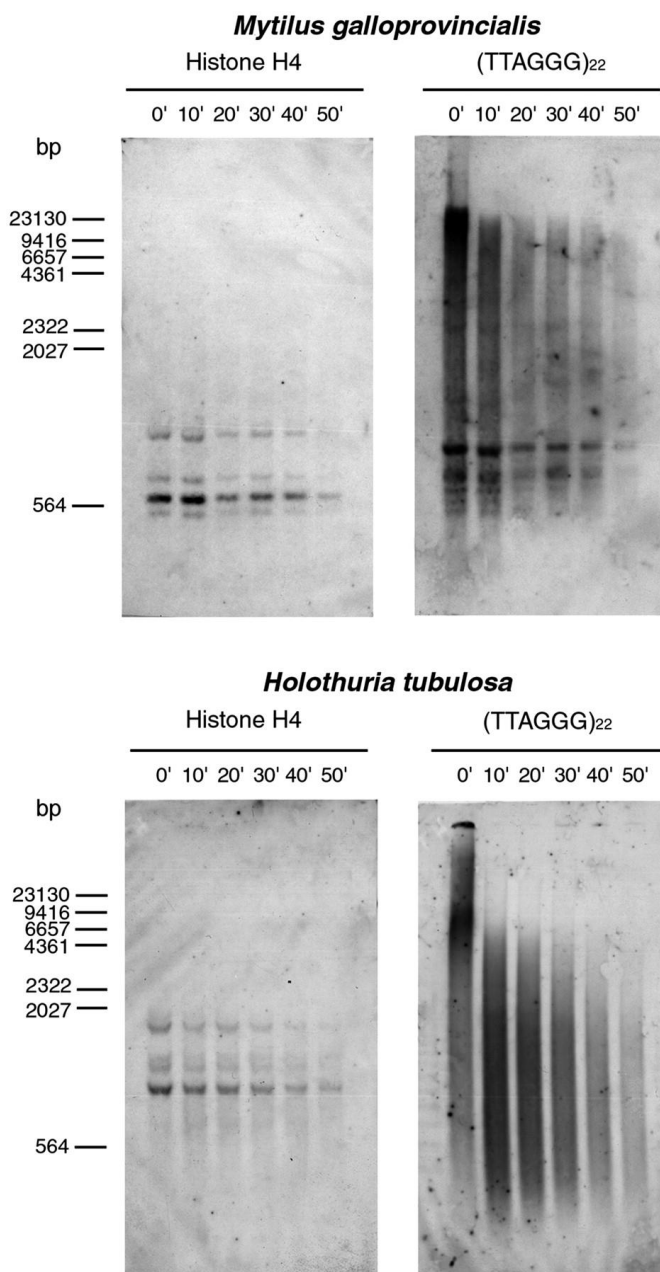 Mytilus galloprovincialis
Histone H4 (TTAGGG)22
0' 10' 20' 30' 40' 50' 0' 10' 20' 30' 40' 50'
bp
23130
9416
6657
4361
2322
2027
564
Holothuria tubulosa
Histone H4 (TTAGGG)22
0' 10' 20' 30' 40' 50' 0' 10' 20' 30' 40' 50'
bp
23130
9416
6657
4361
2322
2027
564